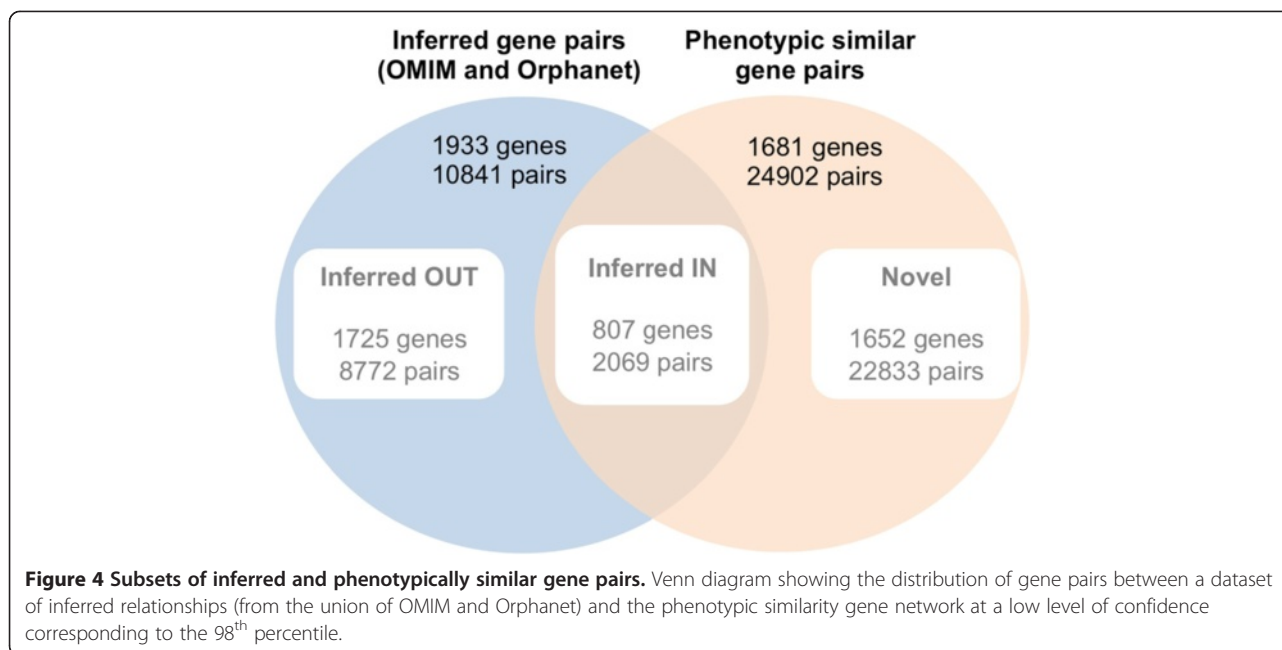 Inferred gene pairs
(OMIM and Orphanet)
Phenotypic similar
gene pairs
1933 genes
10841 pairs
1681 genes
24902 pairs
Inferred OUT
1725 genes
8772 pairs
Inferred IN
807 genes
2069 pairs
Novel
1652 genes
22833 pairs
Figure 4 Subsets of inferred and phenotypically similar gene pairs. Venn diagram showing the distribution of gene pairs between a dataset
of inferred relationships (from the union of OMIM and Orphanet) and the phenotypic similarity gene network at a low level of confidence
corresponding to the 98th percentile.